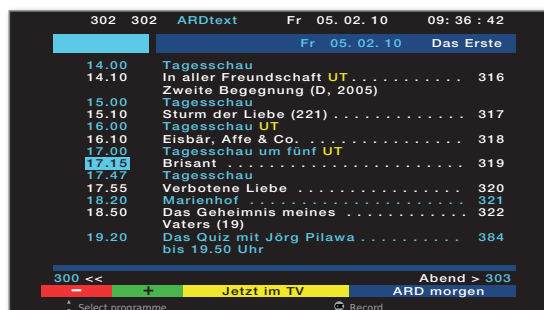 302 302 ARDtext Fr 05. 02. 10 09: 36 : 42
Fr 05. 02. 10 Das Erste
14.00 Tagesschau
14.10 In aller Freundschaft UT . . . . . . . . . . . 316
Zweite Begegnung (D, 2005)
15.00 Tagesschau
15.10 Sturm der Liebe (221) . . . . . . . . . . . . . 317
16.00 Tagesschau UT
16.10 Eisbär, Affe & Co. . . . . . . . . . . . . . . . 318
17.00 Tagesschau um fünf UT
17.15 Brisant . . . . . . . . . . . . . . . . . . . . . 319
17.47 Tagesschau
17.55 Verbotene Liebe . . . . . . . . . . . . . . . 320
18.20 Marienhof . . . . . . . . . . . . . . . . . . . 321
18.50 Das Geheimnis meines . . . . . . . . . . . 322
Vaters (19)
19.20 Das Quiz mit Jörg Pilawa . . . . . . . . . . 384
bis 19.50 Uhr
300 << Abend > 303
− + Jetzt im TV ARD morgen
Select programme Record